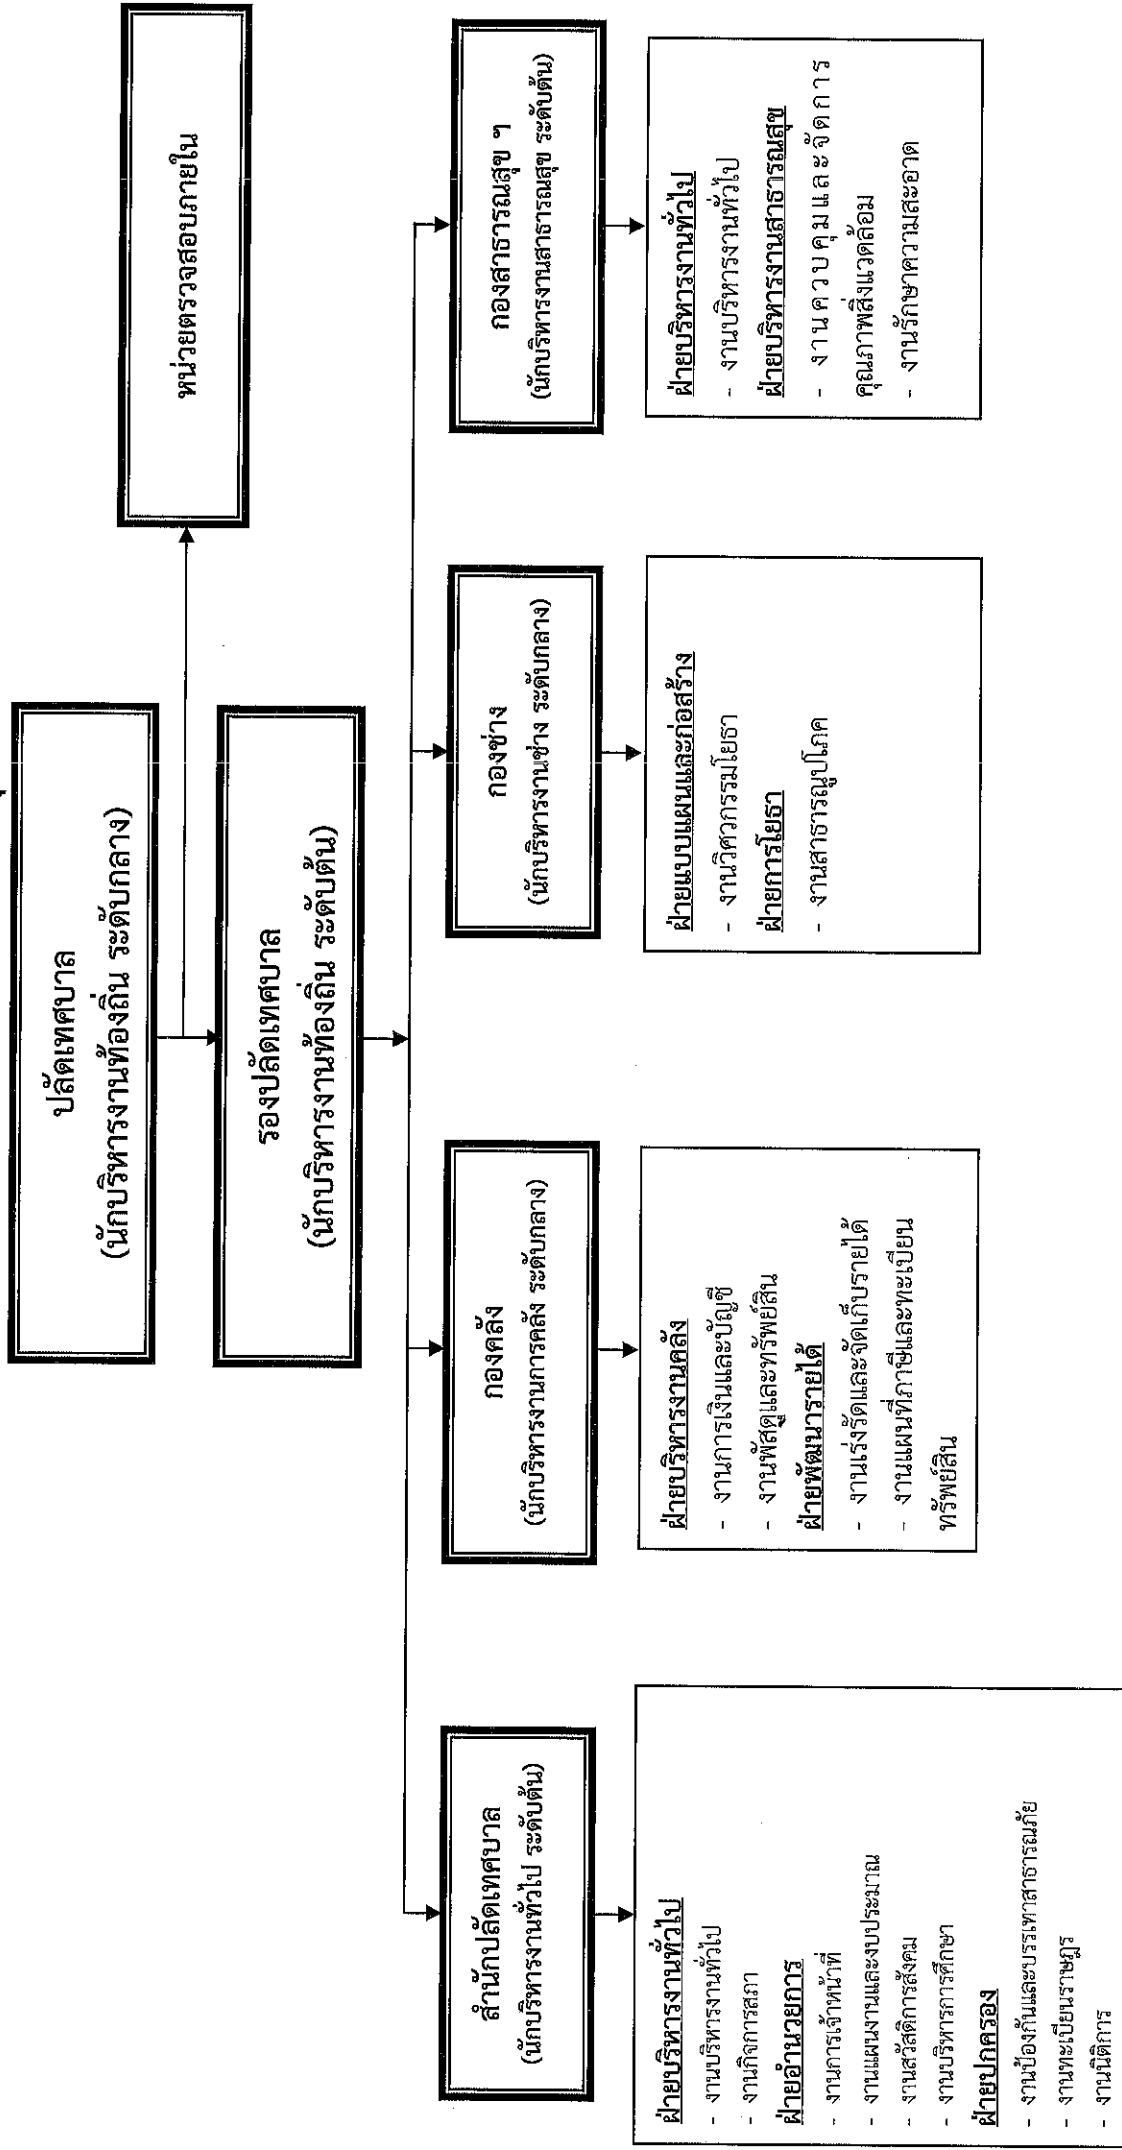 ปลัดเทศบาล
(นักบริหารงานท้องถิ่น ระดับกลาง)
หน่วยตรวจสอบภายใน
รองปลัดเทศบาล
(นักบริหารงานท้องถิ่น ระดับต้น)
สำนักปลัดเทศบาล
(นักบริหารงานทั่วไป ระดับต้น)
กองคลัง
(นักบริหารงานการคลัง ระดับกลาง)
กองช่าง
(นักบริหารงานช่าง ระดับกลาง)
กองสาธารณสุข ฯ
(นักบริหารงานสาธารณสุข ระดับต้น)
ฝ่ายบริหารงานทั่วไป
- งานบริหารงานทั่วไป
- งานกิจการสภา
ฝ่ายอำนวยการ
- งานการเจ้าหน้าที่
- งานแผนงานและงบประมาณ
- งานสวัสดิการสังคม
- งานบริหารการศึกษา
ฝ่ายปกครอง
- งานป้องกันและบรรเทาสาธารณภัย
- งานทะเบียนราษฎร
- งานนิติการ
ฝ่ายบริหารงานคลัง
- งานการเงินและบัญชี
- งานพัสดุและทรัพย์สิน
ฝ่ายพัฒนารายได้
- งานเร่งรัดและจัดเก็บรายได้
- งานแผนที่ภาษีและทะเบียน
ทรัพย์สิน
ฝ่ายแบบแผนและก่อสร้าง
- งานวิศวกรรมโยธา
ฝ่ายการโยธา
- งานสาธารณูปโภค
ฝ่ายบริหารงานทั่วไป
- งานบริหารงานทั่วไป
ฝ่ายบริหารงานสาธารณสุข
- งานควบคุมและจัดการ
คุณภาพสิ่งแวดล้อม
- งานรักษาความสะอาด